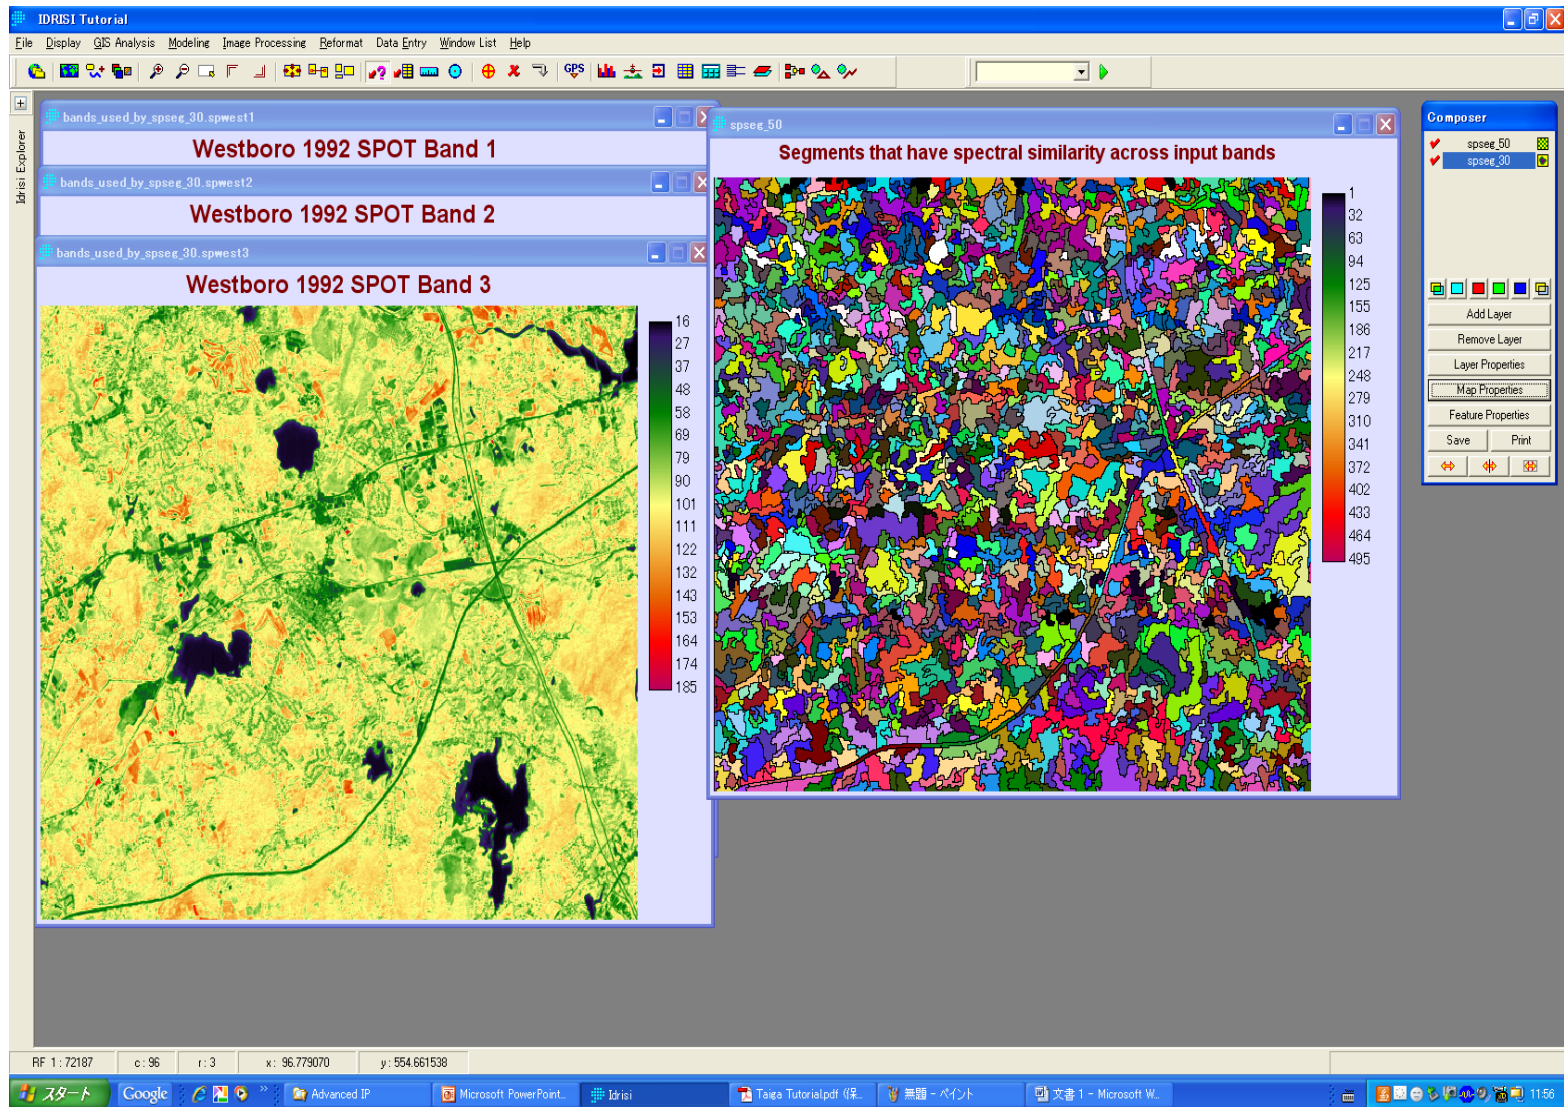 IDRISI Tutorial
File Display GIS Analysis Modeling Image Processing Reformat Data Entry Window List Help
GPS
Idrisi Explorer
bands_used_by_spseg_30.spwest1
Westboro 1992 SPOT Band 1
bands_used_by_spseg_30.spwest2
Westboro 1992 SPOT Band 2
bands_used_by_spseg_30.spwest3
Westboro 1992 SPOT Band 3
16
27
37
48
58
69
79
90
101
111
122
132
143
153
164
174
185
spseg_50
Segments that have spectral similarity across input bands
1
32
63
94
125
155
186
217
248
279
310
341
372
402
433
464
495
Composer
spseg_50
spseg_30
Add Layer
Remove Layer
Layer Properties
Map Properties
Feature Properties
Save Print
RF 1 : 72187 c : 96 r : 3 x : 96.779070 y : 554.661538
スタート Google Advanced IP Microsoft PowerPoint... Idrisi Taiga Tutorial.pdf (保... 無題 - ペイント 文書 1 - Microsoft W... 11:56